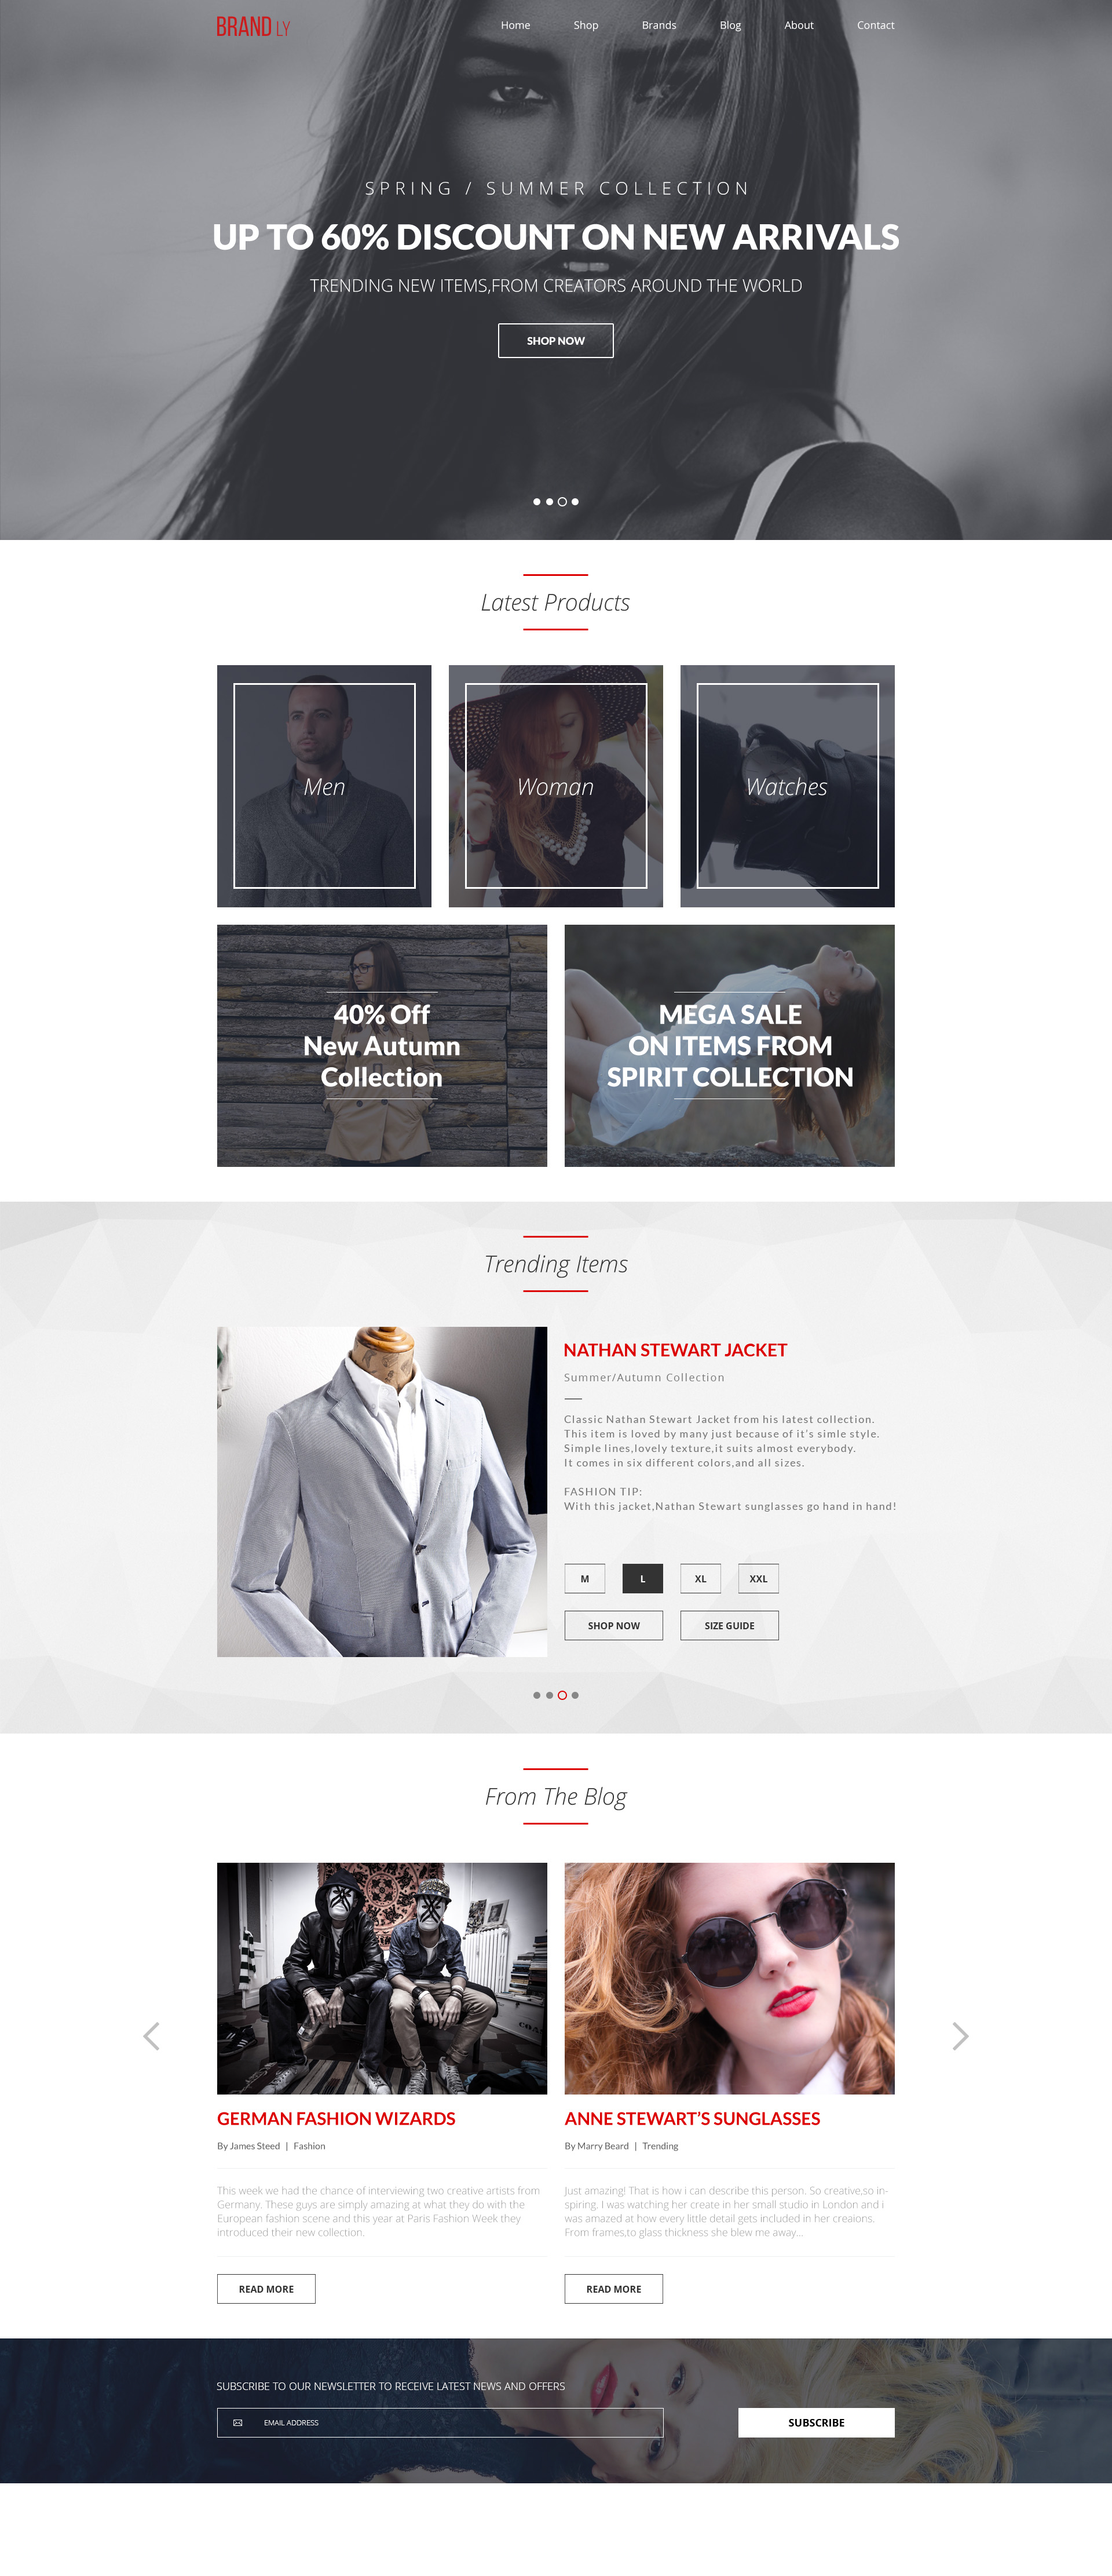 BRAND LY
Home Shop Brands Blog About Contact
SPRING / SUMMER COLLECTION
UP TO 60% DISCOUNT ON NEW ARRIVALS
TRENDING NEW ITEMS,FROM CREATORS AROUND THE WORLD
SHOP NOW
Latest Products
Men
Woman
Watches
40% Off
New Autumn
Collection
MEGA SALE
ON ITEMS FROM
SPIRIT COLLECTION
Trending Items
NATHAN STEWART JACKET
Summer/Autumn Collection
Classic Nathan Stewart Jacket from his latest collection.
This item is loved by many just because of it's simle style.
Simple lines,lovely texture,it suits almost everybody.
It comes in six different colors,and all sizes.
FASHION TIP:
With this jacket,Nathan Stewart sunglasses go hand in hand!
M L XL XXL
SHOP NOW SIZE GUIDE
From The Blog
GERMAN FASHION WIZARDS
By James Steed | Fashion
This week we had the chance of interviewing two creative artists from
Germany. These guys are simply amazing at what they do with the
European fashion scene and this year at Paris Fashion Week they
introduced their new collection.
READ MORE
ANNE STEWART’S SUNGLASSES
By Marry Beard | Trending
Just amazing! That is how i can describe this person. So creative,so in-
spiring. I was watching her create in her small studio in London and i
was amazed at how every little detail gets included in her creaions.
From frames,to glass thickness she blew me away...
READ MORE
SUBSCRIBE TO OUR NEWSLETTER TO RECEIVE LATEST NEWS AND OFFERS
EMAIL ADDRESS
SUBSCRIBE